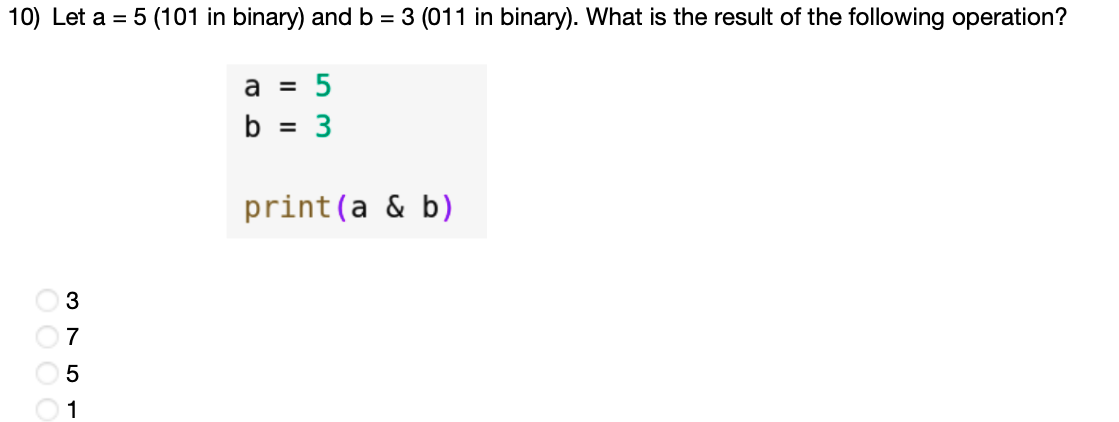 10) Let a = 5 (101 in binary) and b = 3 (011 in binary). What is the result of the following operation?
a = 5
b = 3
print(a & b)
3
7
5
1